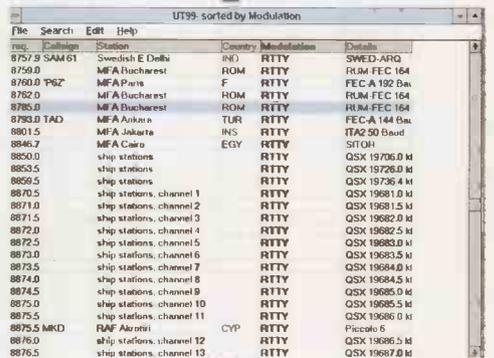 UT99- sorted by Modulation
File Search Edit Help
req. Callsign Station Country Modulation Details
8757.9 SAM61 Swedish E Delhi IND RTTY SWED-ARQ
8759.0 MFA Bucharest ROM RTTY RUM-FEC 164
8760.0 "P6Z" MFA Paris F RTTY FEC-A 192 Bau
8762.0 MFA Bucharest ROM RTTY RUM-FEC 164
8785.0 MFA Bucharest ROM RTTY RUM-FEC 164
8793.0 TAD MFA Ankara TUR RTTY FEC-A 144 Bau
8801.5 MFA Jakarta INS RTTY ITA2 50 Baud
8846.7 MFA Cairo EGY RTTY SITOR
8850.0 ship stations RTTY QSX 19706.0 kl
8853.5 ship stations RTTY QSX 19726.0 kl
8859.5 ship stations RTTY QSX 19736.4 kl
8870.5 ship stations, channel 1 RTTY QSX 19681.0 kl
8871.0 ship stations, channel 2 RTTY QSX 19681.5 kl
8871.5 ship stations, channel 3 RTTY QSX 19682.0 kl
8872.0 ship stations, channel 4 RTTY QSX 19682.5 kl
8872.5 ship stations, channel 5 RTTY QSX 19683.0 kl
8873.0 ship stations, channel 6 RTTY QSX 19683.5 kl
8873.5 ship stations, channel 7 RTTY QSX 19684.0 kl
8874.0 ship stations, channel 8 RTTY QSX 19684.5 kl
8874.5 ship stations, channel 9 RTTY QSX 19685.0 kl
8875.0 ship stations, channel 10 RTTY QSX 19685.5 kl
8875.5 ship stations, channel 11 RTTY QSX 19686.0 kl
8875.5 MKD RAF Akrotiri CYP RTTY Piccolo 6
8876.0 ship stations, channel 12 RTTY QSX 19686.5 kl
8876.5 ship stations, channel 13 RTTY QSX 19687.0 kl